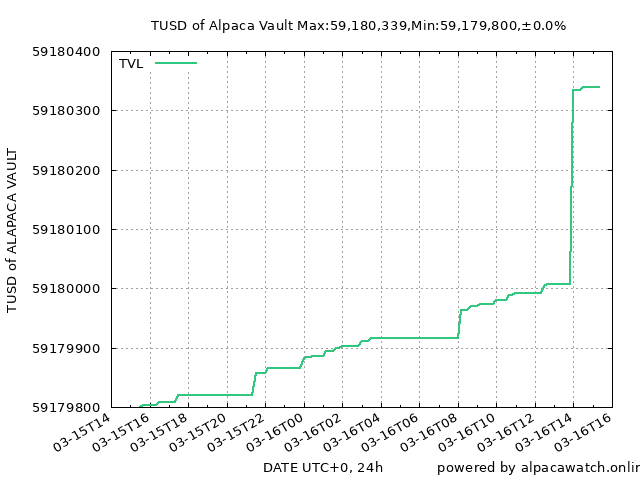 TUSD of Alpaca Vault Max:59,180,339,Min:59,179,800,±0.0%
TVL
59180400
59180300
59180200
59180100
59180000
59179900
59179800
TUSD of ALAPACA VAULT
03-15T14
03-15T16
03-15T18
03-15T20
03-15T22
03-16T00
03-16T02
03-16T04
03-16T06
03-16T08
03-16T10
03-16T12
03-16T14
03-16T16
DATE UTC+0, 24h
powered by alpacawatch.onlin